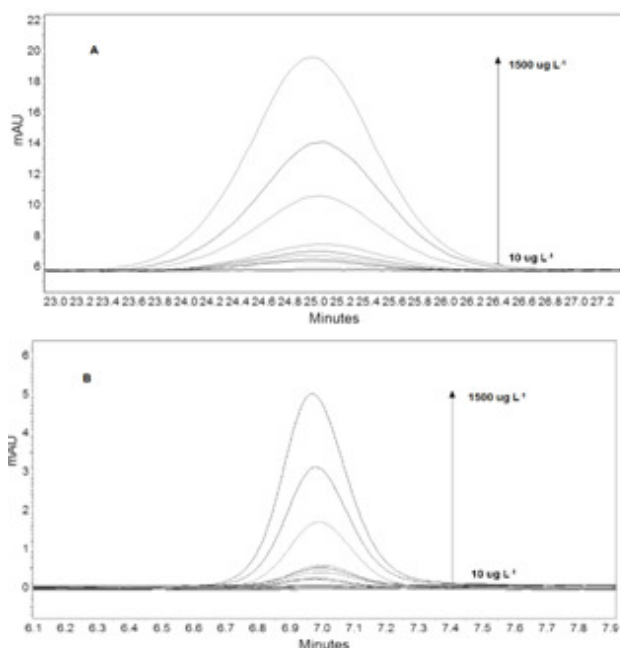 22
A
20
1500 ug L⁻¹
18
mAU
14
12
10
8
10 ug L⁻¹
6
23.0 23.2 23.4 23.6 23.8 24.0 24.2 24.4 24.6 24.8 25.0 25.2 25.4 25.6 25.8 26.0 26.2 26.4 26.6 26.8 27.0 27.2
Minutes
6
B
5
1500 ug L⁻¹
4
mAU
3
2
1
10 ug L⁻¹
0
6.1 6.2 6.3 6.4 6.5 6.6 6.7 6.8 6.9 7.0 7.1 7.2 7.3 7.4 7.5 7.6 7.7 7.8 7.9
Minutes